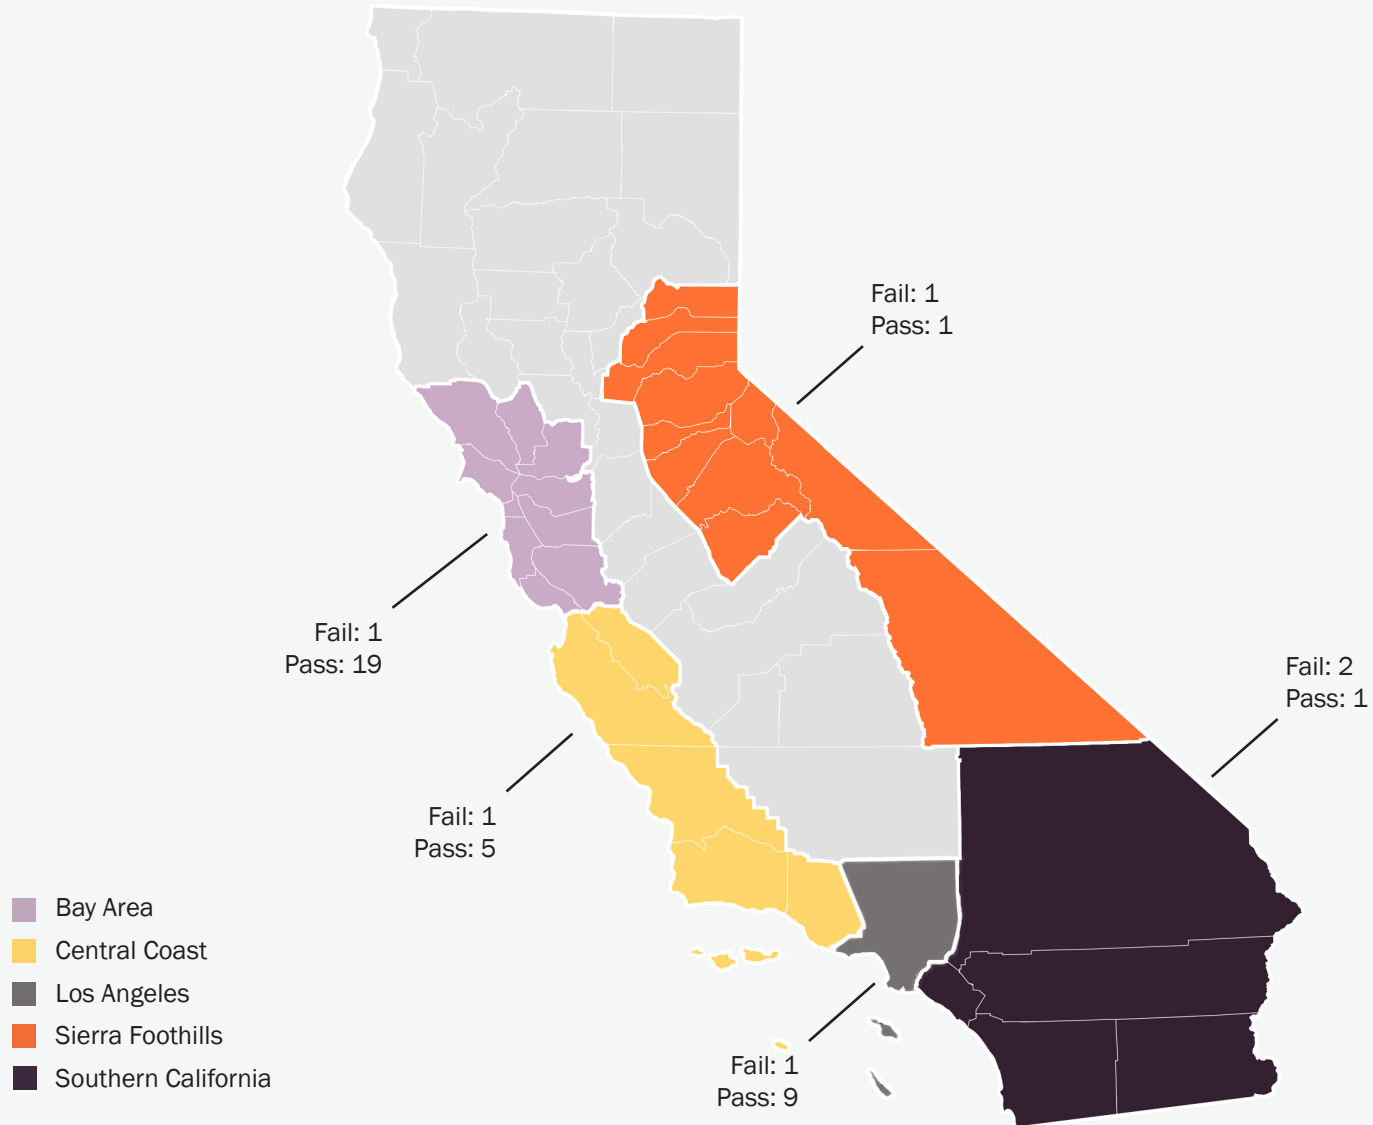 Fail: 1
Pass: 1
Fail: 1
Pass: 19
Fail: 2
Pass: 1
Fail: 1
Pass: 5
Bay Area
Central Coast
Los Angeles
Sierra Foothills
Southern California
Fail: 1
Pass: 9